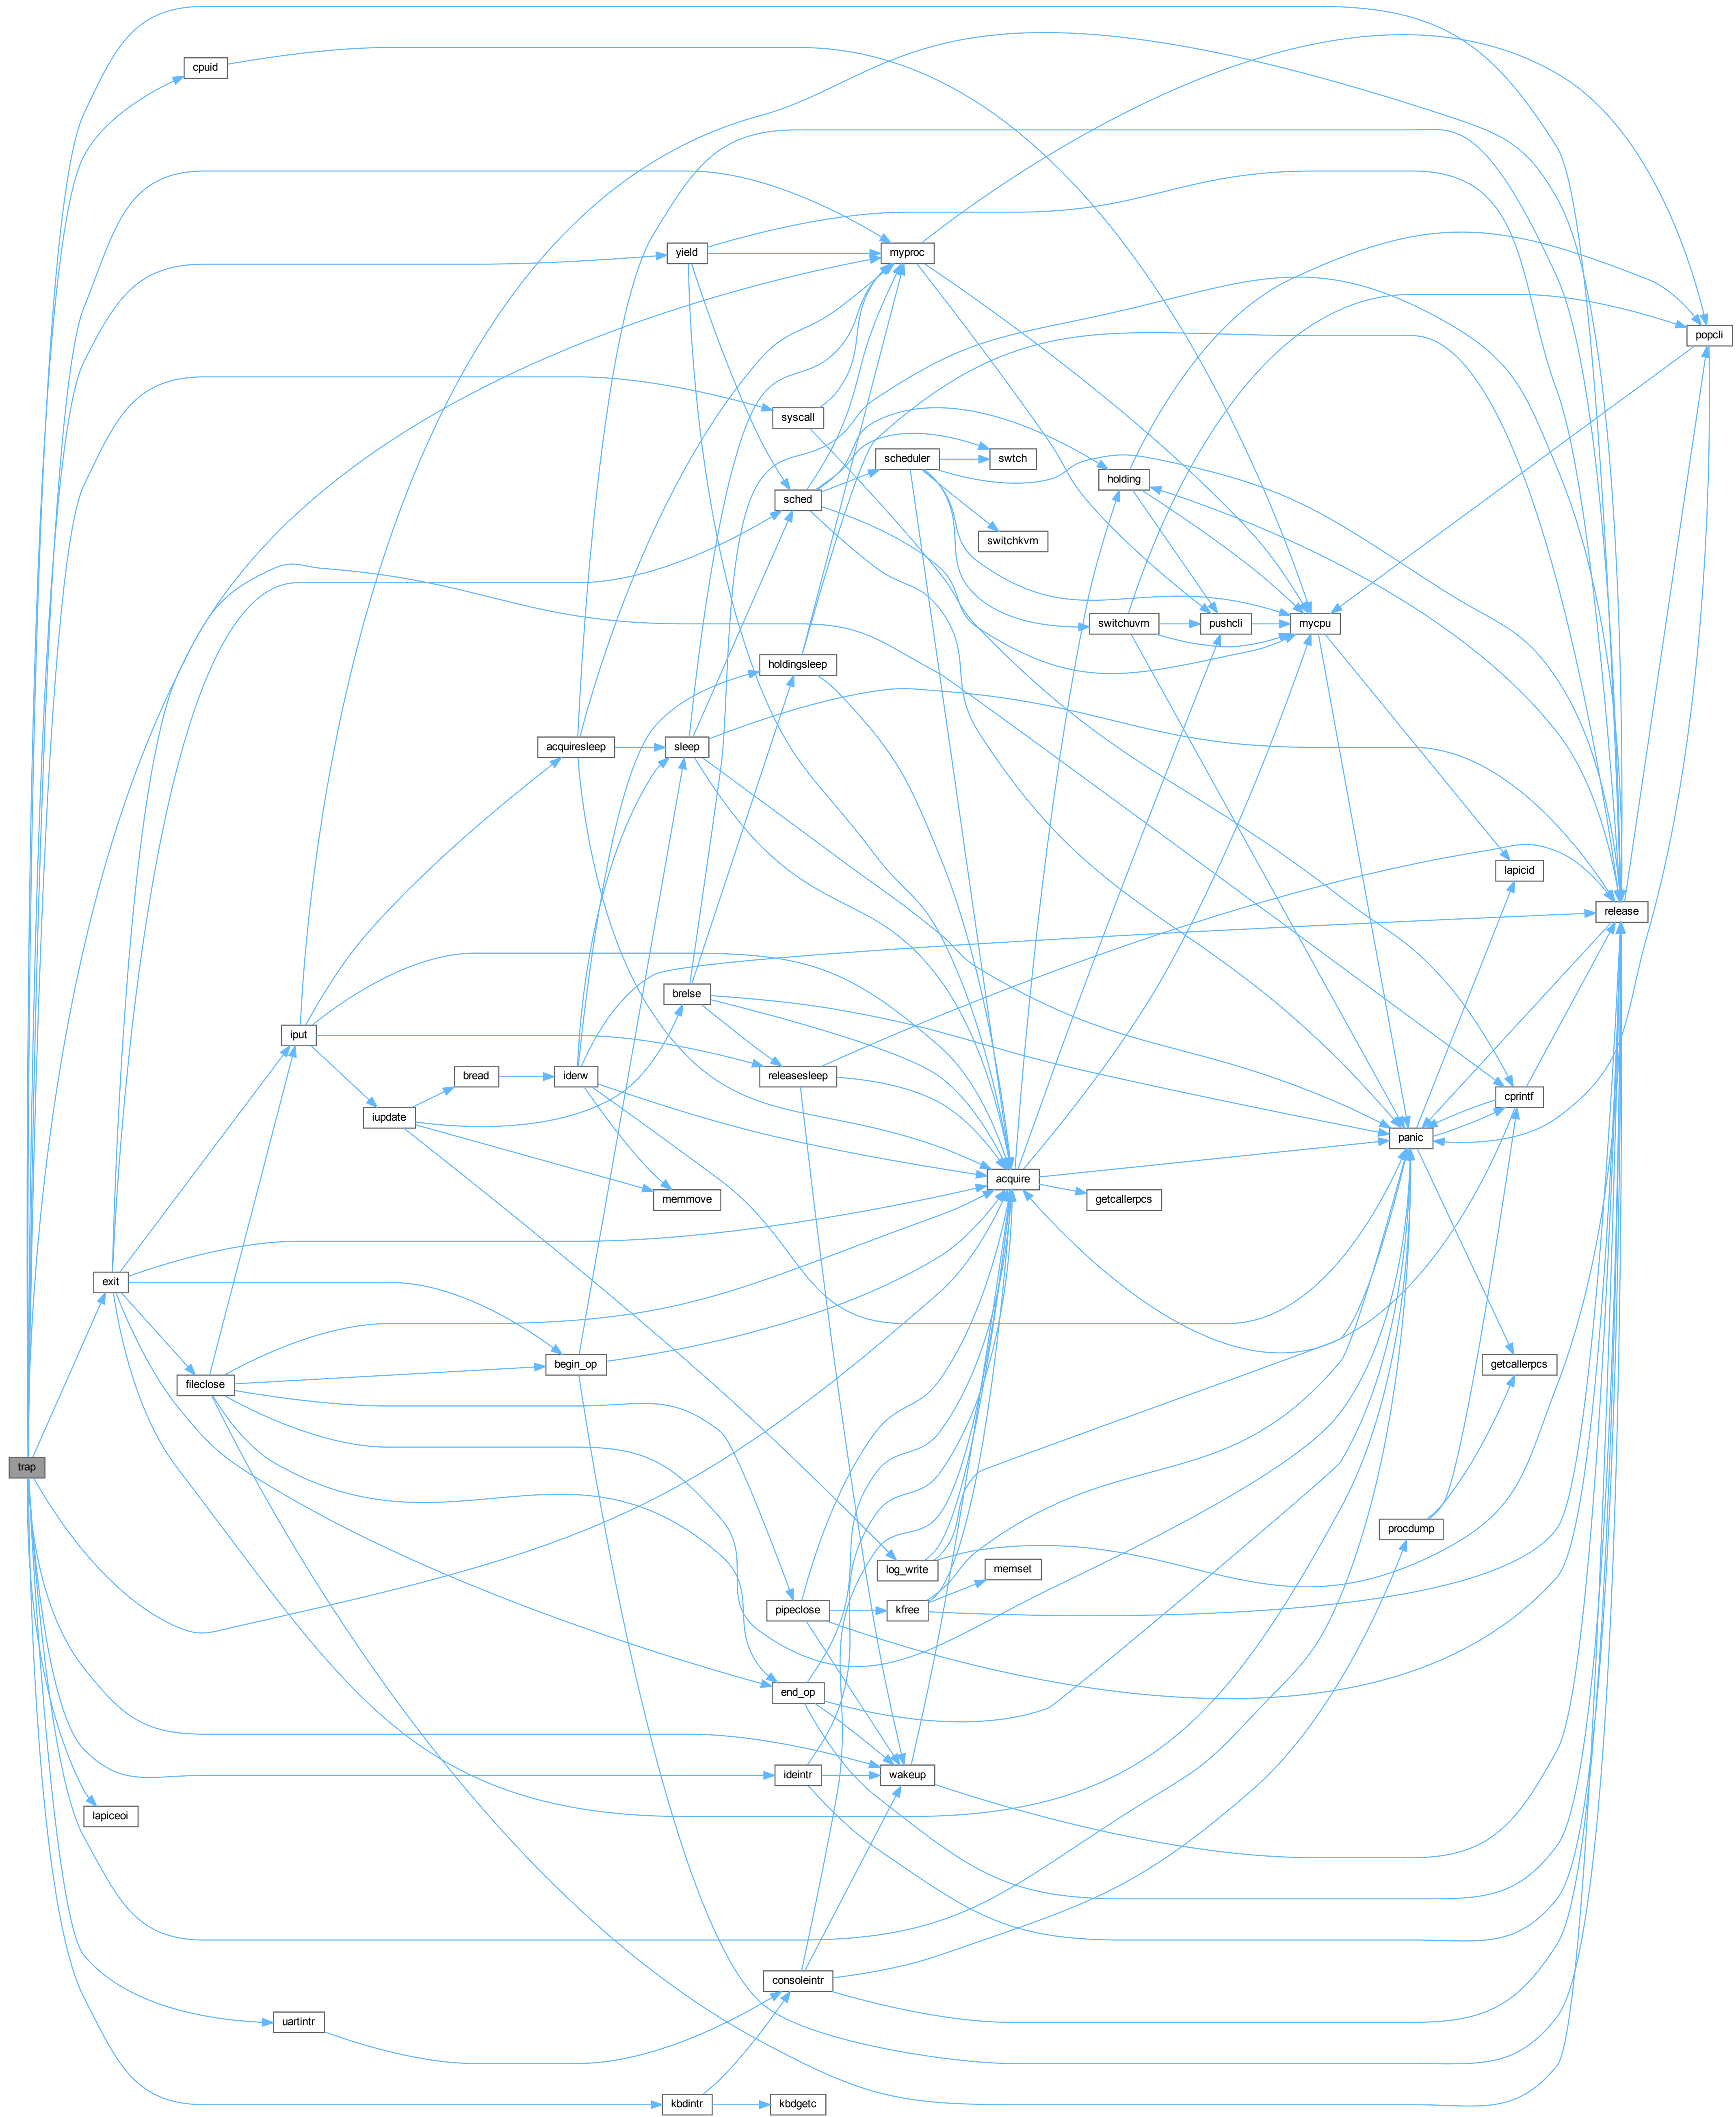 cpuid
yield
myproc
popcli
syscall
scheduler
swtch
holding
sched
switchkvm
switchuvm
pushcli
mycpu
holdingsleep
acquiresleep
sleep
lapicid
release
brelse
iput
bread
iderw
releasesleep
cprintf
iupdate
panic
acquire
memmove
getcallerpcs
exit
begin_op
getcallerpcs
fileclose
trap
procdump
log_write
memset
pipeclose
kfree
end_op
ideintr
wakeup
lapiceoi
consoleintr
uartintr
kbdintr
kbdgetc